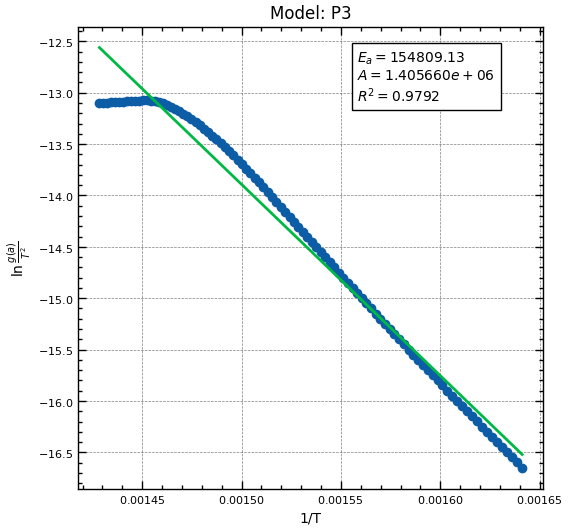 Model: P3
−12.5
−13.0
−13.5
−14.0
−14.5
−15.0
−15.5
−16.0
−16.5
ln g(a)/T²
E_a = 154809.13
A = 1.405660e + 06
R² = 0.9792
0.00145 0.00150 0.00155 0.00160 0.00165
1/T